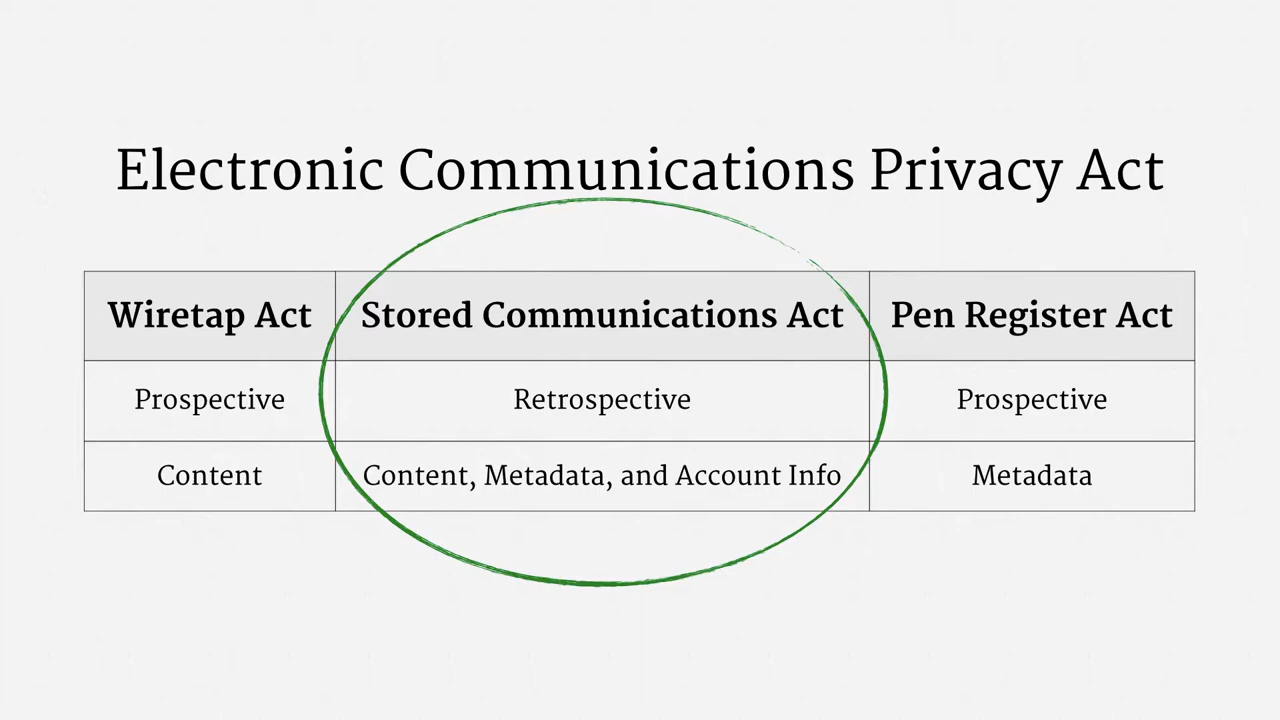 Electronic Communications Privacy Act
Wiretap Act Stored Communications Act Pen Register Act
Prospective Retrospective Prospective
Content Content, Metadata, and Account Info Metadata